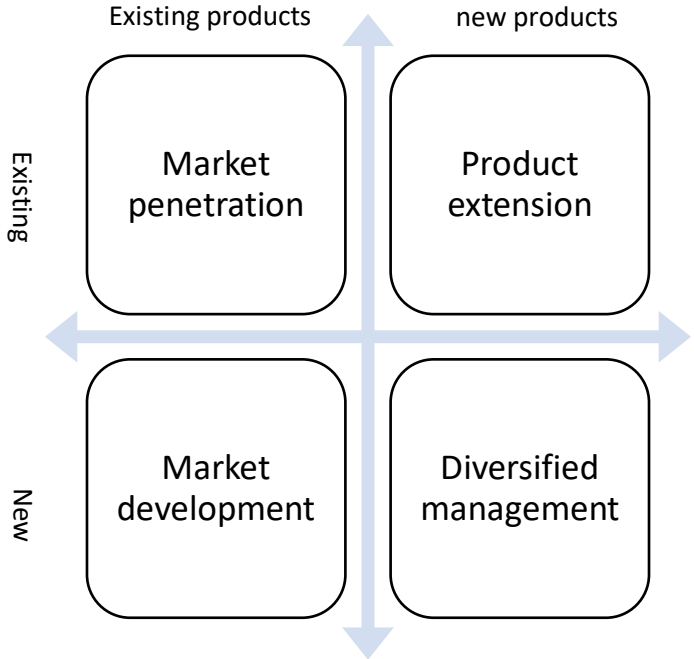 Existing products
new products
Existing
Market
penetration
Product
extension
New
Market
development
Diversified
management